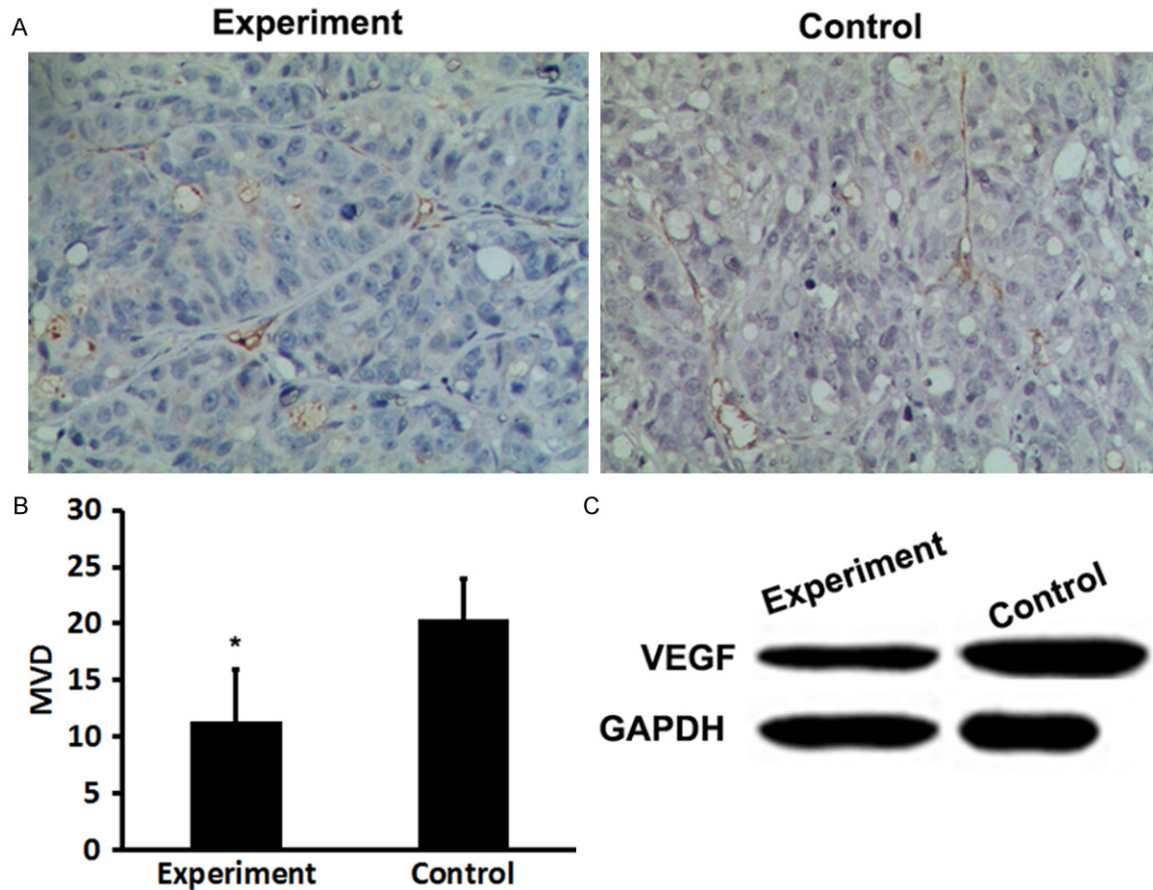 A
Experiment
Control
B
30
25
20
15
10
5
0
MVD
*
Experiment
Control
C
Experiment
Control
VEGF
GAPDH